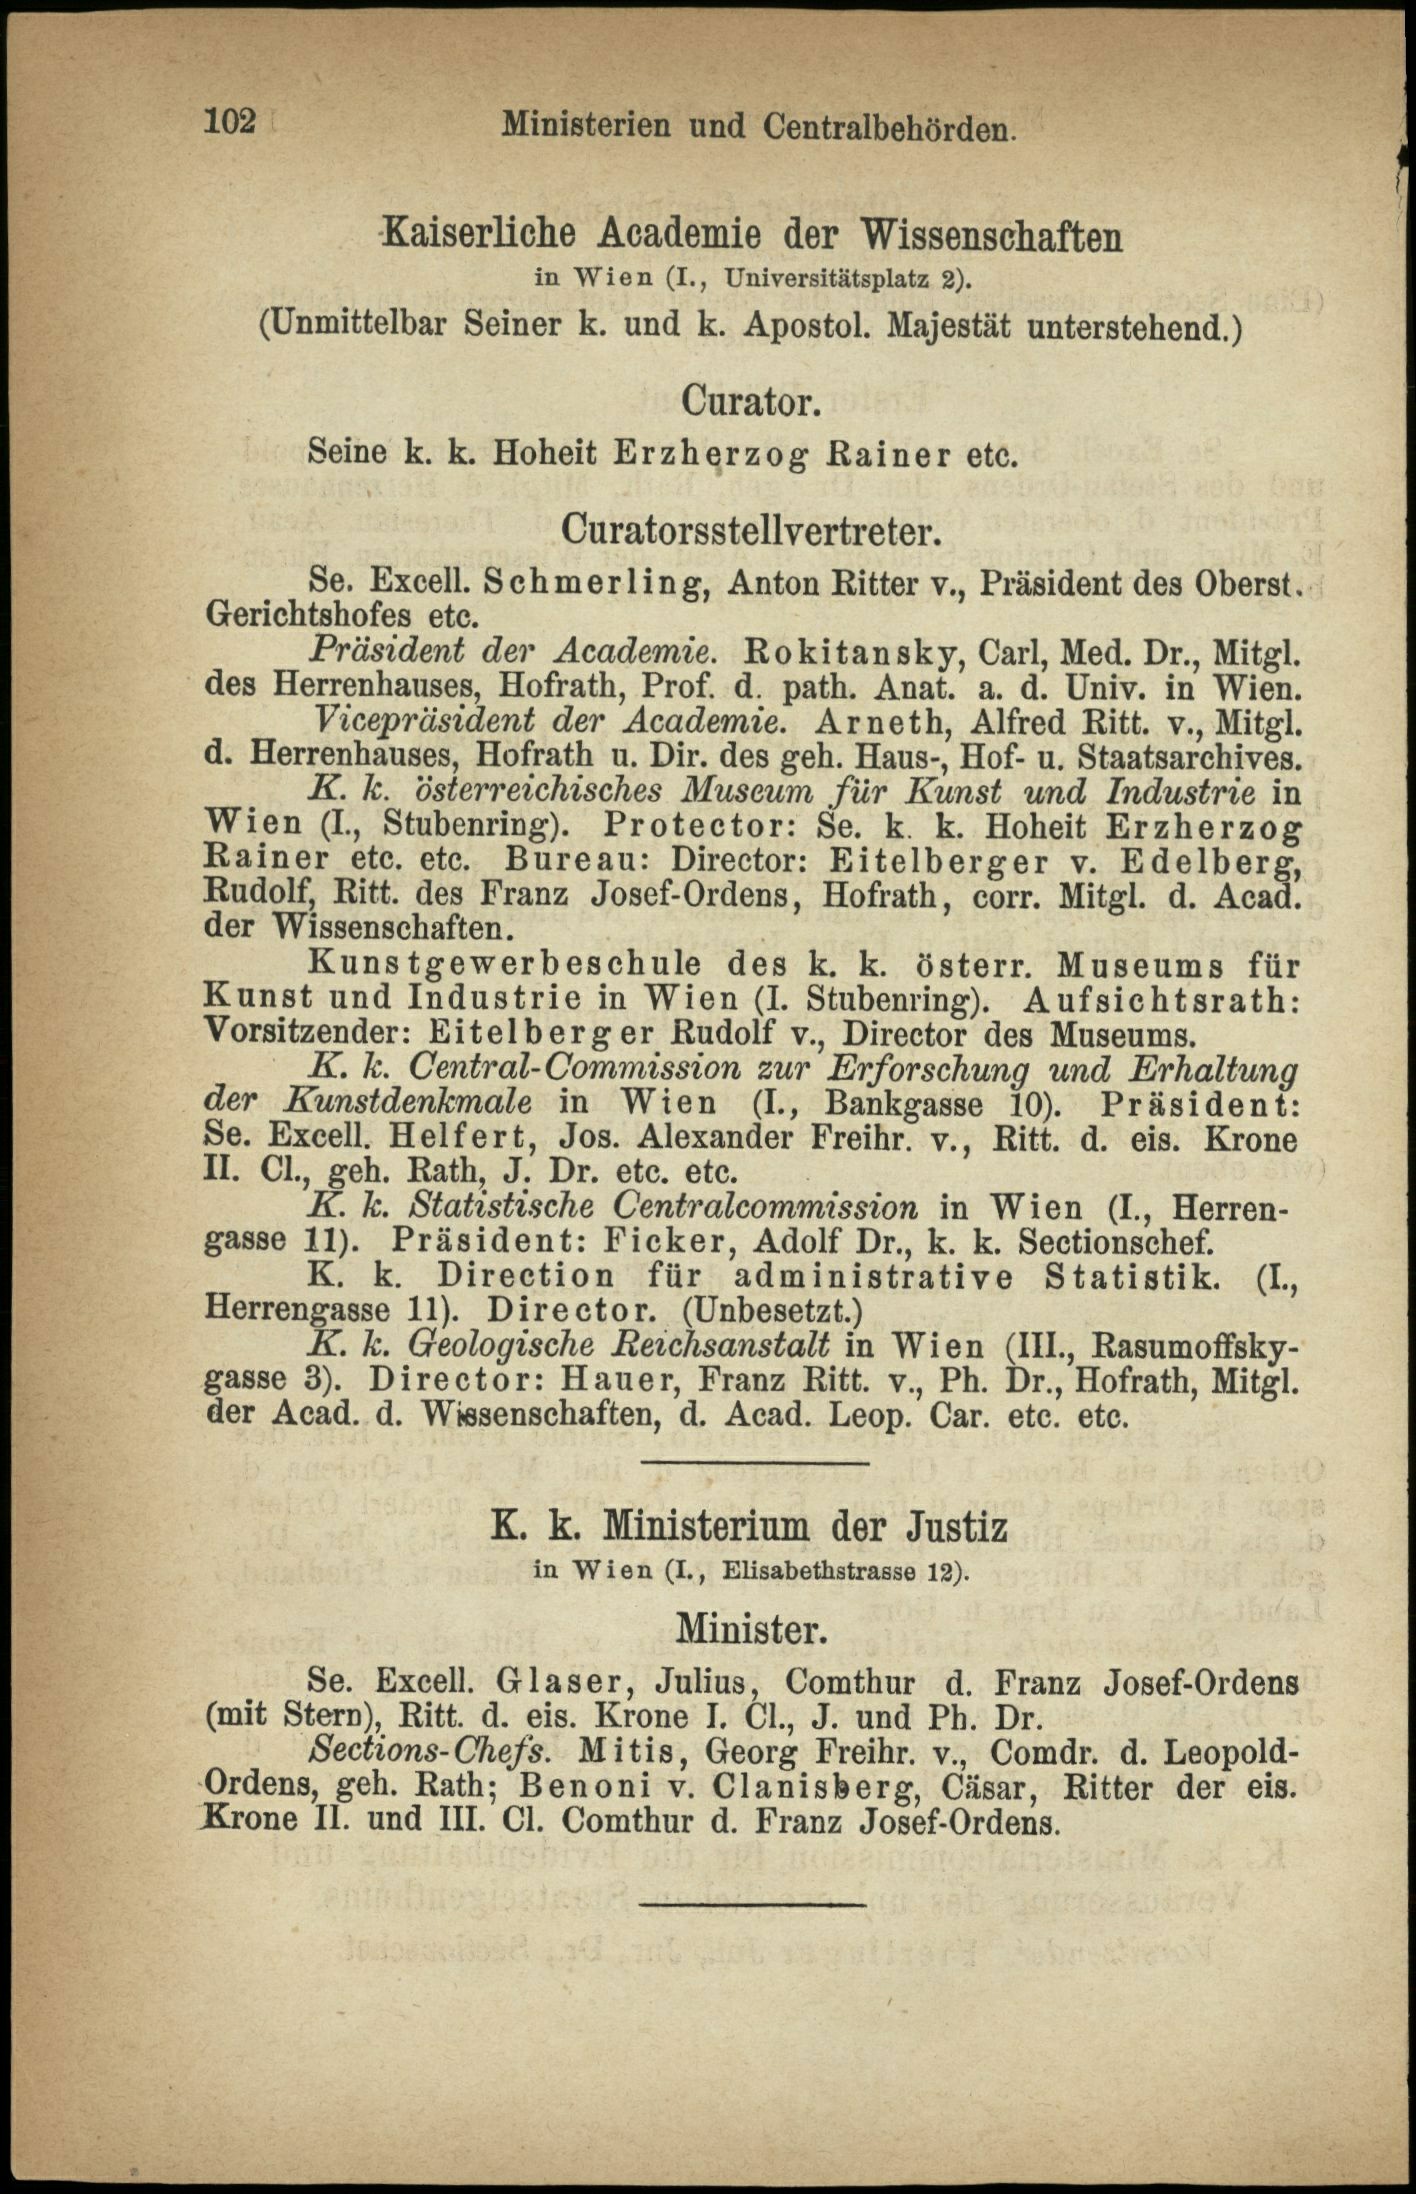 102
Ministerien und Centralbehörden.
Kaiserliche Academie der Wissenschaften
in Wien (I., Universitätsplatz 2).
(Unmittelbar Seiner k. und k. Apostol. Majestät unterstehend.)
Curator.
Seine k. k. Hoheit Erzherzog Rainer etc.
Curatorsstellvertreter.
Se. Excell. Schmerling, Anton Ritter v., Präsident des Oberst.
Gerichtshofes etc.
Präsident der Academie. Rokitansky, Carl, Med. Dr., Mitgl.
des Herrenhauses, Hofrath, Prof. d. path. Anat. a. d. Univ. in Wien.
Vicepräsident der Academie. Arneth, Alfred Ritt. v., Mitgl.
d. Herrenhauses, Hofrath u. Dir. des geh. Haus-, Hof- u. Staatsarchives.
K. k. österreichisches Museum für Kunst und Industrie in
Wien (I., Stubenring). Protector: Se. k. k. Hoheit Erzherzog
Rainer etc. etc. Bureau: Director: Eitelberger v. Edelberg,
Rudolf, Ritt. des Franz Josef-Ordens, Hofrath, corr. Mitgl. d. Acad.
der Wissenschaften.
Kunstgewerbeschule des k. k. österr. Museums für
Kunst und Industrie in Wien (I. Stubenring). Aufsichtsrath:
Vorsitzender: Eitelberger Rudolf v., Director des Museums.
K. k. Central-Commission zur Erforschung und Erhaltung
der Kunstdenkmale in Wien (I., Bankgasse 10). Präsident:
Se. Excell. Helfert, Jos. Alexander Freihr. v., Ritt. d. eis. Krone
II. Cl., geh. Rath, J. Dr. etc. etc.
K. k. Statistische Centralcommission in Wien (I., Herren-
gasse 11). Präsident: Ficker, Adolf Dr., k. k. Sectionschef.
K. k. Direction für administrative Statistik. (I.,
Herrengasse 11). Director. (Unbesetzt.)
K. k. Geologische Reichsanstalt in Wien (III., Rasumoffsky-
gasse 3). Director: Hauer, Franz Ritt. v., Ph. Dr., Hofrath, Mitgl.
der Acad. d. Wissenschaften, d. Acad. Leop. Car. etc. etc.
K. k. Ministerium der Justiz
in Wien (I., Elisabethstrasse 12).
Minister.
Se. Excell. Glaser, Julius, Comthur d. Franz Josef-Ordens
(mit Stern), Ritt. d. eis. Krone I. Cl., J. und Ph. Dr.
Sections-Chefs. Mitis, Georg Freihr. v., Comdr. d. Leopold-
Ordens, geh. Rath; Benoni v. Clanisberg, Cäsar, Ritter der eis.
Krone II. und III. Cl. Comthur d. Franz Josef-Ordens.